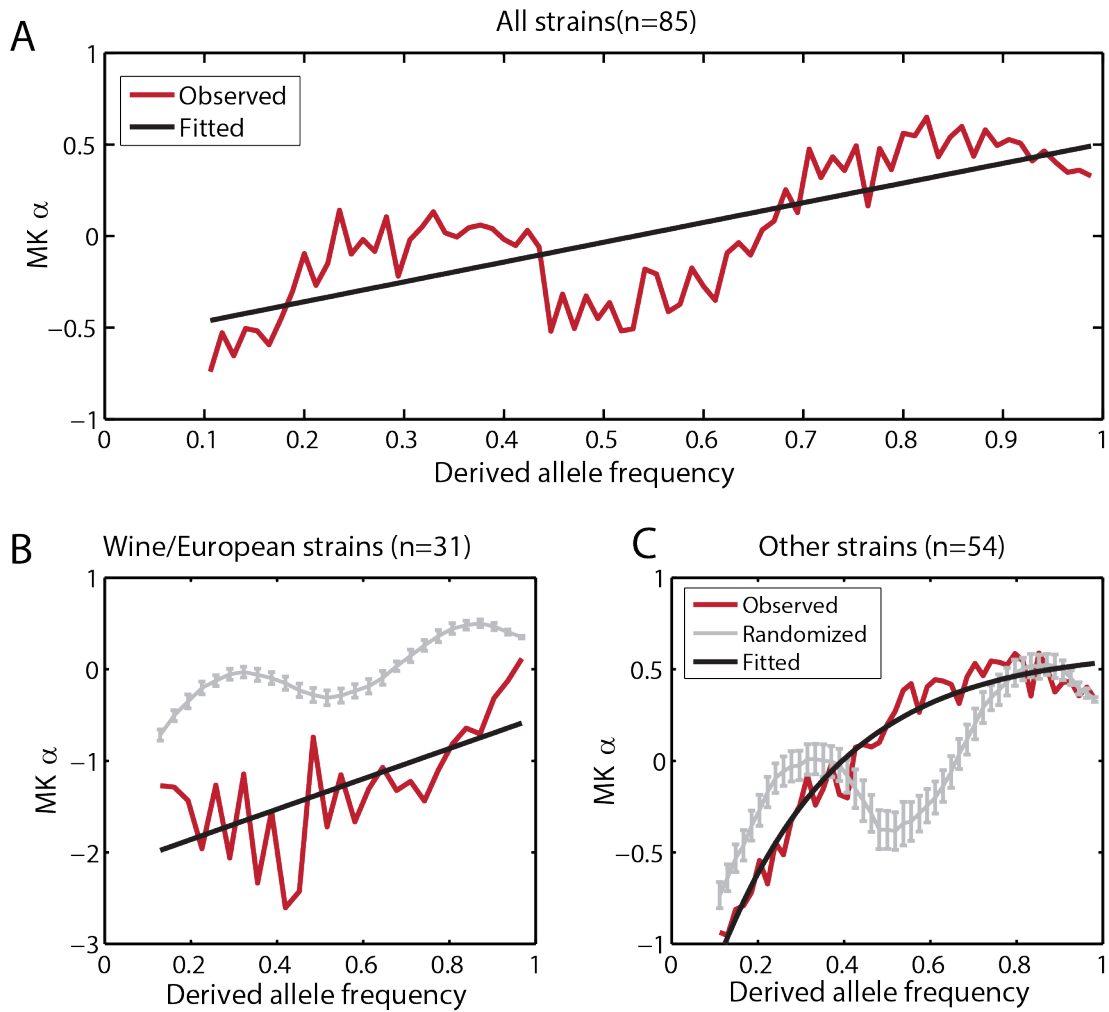 A
All strains(n=85)
1
0.5
0
−0.5
−1
MK α
Observed
Fitted
0 0.1 0.2 0.3 0.4 0.5 0.6 0.7 0.8 0.9 1
Derived allele frequency
B
Wine/European strains (n=31)
1
0
−1
−2
−3
MK α
0 0.2 0.4 0.6 0.8 1
Derived allele frequency
C
Other strains (n=54)
1
0.5
0
−0.5
−1
MK α
Observed
Randomized
Fitted
0 0.2 0.4 0.6 0.8 1
Derived allele frequency